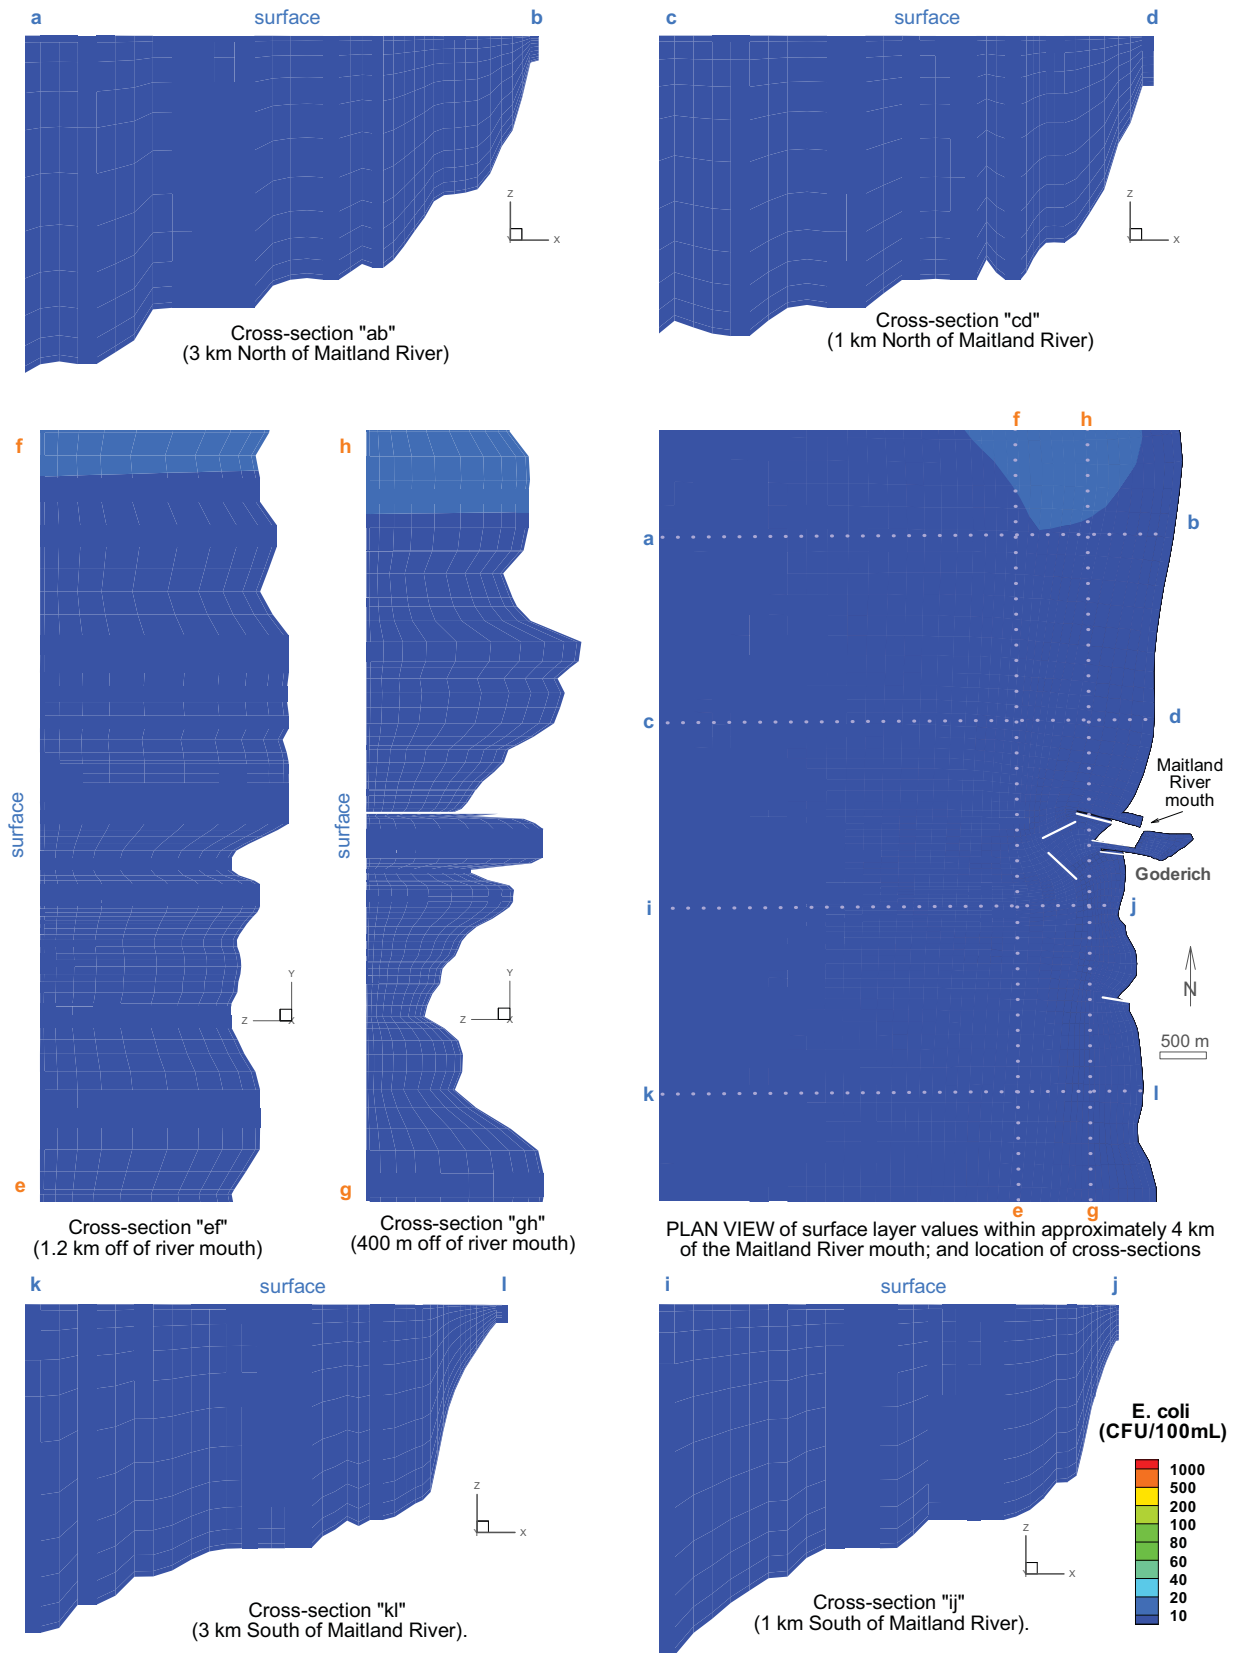 a surface b
c surface d
Z
X
Z
Y X
Cross-section "ab"
(3 km North of Maitland River)
Cross-section "cd"
(1 km North of Maitland River)
f
h
f h
a
b
c
d
Maitland
River
mouth
surface
surface
Goderich
i
j
N
500 m
k
l
Y
Z X
Y
Z X
e
g
e g
Cross-section "ef"
(1.2 km off of river mouth)
Cross-section "gh"
(400 m off of river mouth)
PLAN VIEW of surface layer values within approximately 4 km
of the Maitland River mouth; and location of cross-sections
k surface l
i surface j
Z
Y X
Z
Y X
Cross-section "kl"
(3 km South of Maitland River).
Cross-section "ij"
(1 km South of Maitland River).
E. coli
(CFU/100mL)
1000
500
200
100
80
60
40
20
10